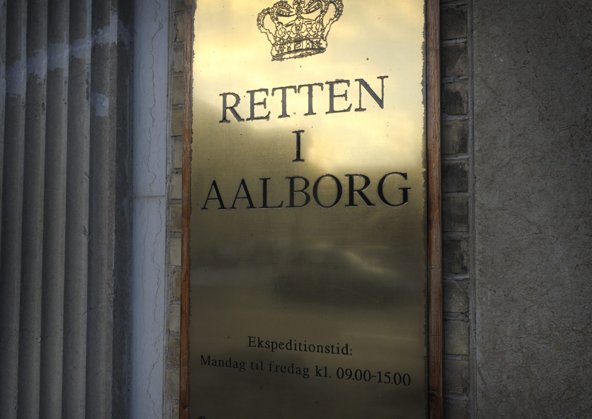 RETTEN
I
AALBORG
Ekspeditionstid:
Mandag til fredag kl. 09.00-15.00